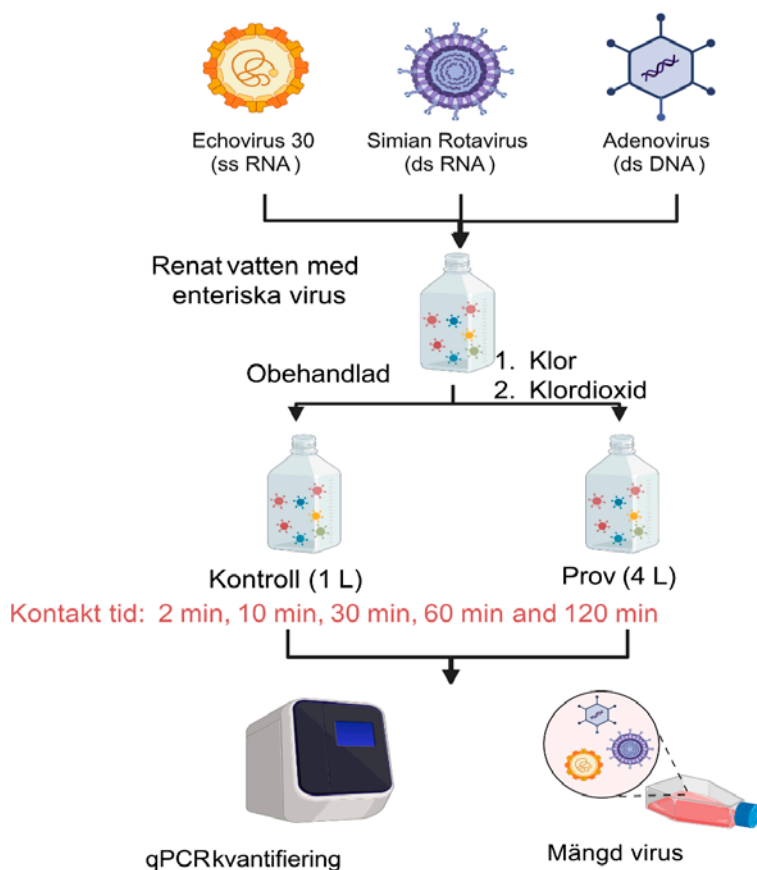 Echovirus 30
(ss RNA)
Simian Rotavirus
(ds RNA)
Adenovirus
(ds DNA)
Renat vatten med
enteriska virus
Obehandlad
1. Klor
2. Klordioxid
Kontroll (1 L)
Prov (4 L)
Kontakt tid: 2 min, 10 min, 30 min, 60 min and 120 min
qPCRkvantifiering
Mängd virus